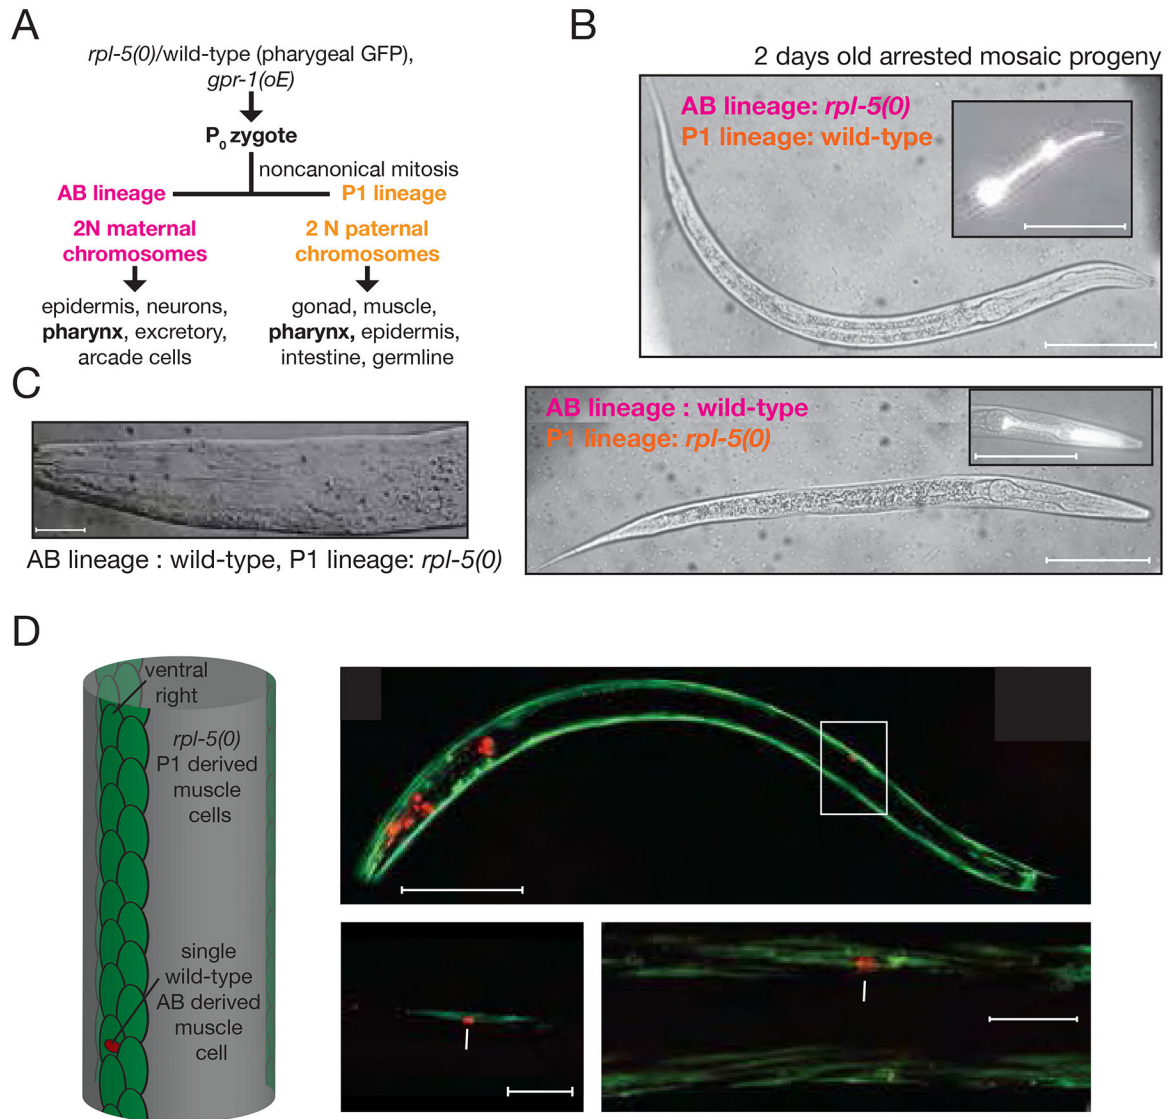 A
rpl-5(0)/wild-type (pharygeal GFP),
gpr-1(oE)
P0 zygote
noncanonical mitosis
AB lineage
P1 lineage
2N maternal
chromosomes
2 N paternal
chromosomes
epidermis, neurons,
pharynx, excretory,
arcade cells
gonad, muscle,
pharynx, epidermis,
intestine, germline
B
2 days old arrested mosaic progeny
AB lineage: rpl-5(0)
P1 lineage: wild-type
AB lineage : wild-type
P1 lineage: rpl-5(0)
C
AB lineage : wild-type, P1 lineage: rpl-5(0)
D
ventral
right
rpl-5(0)
P1 derived
muscle
cells
single
wild-type
AB derived
muscle
cell